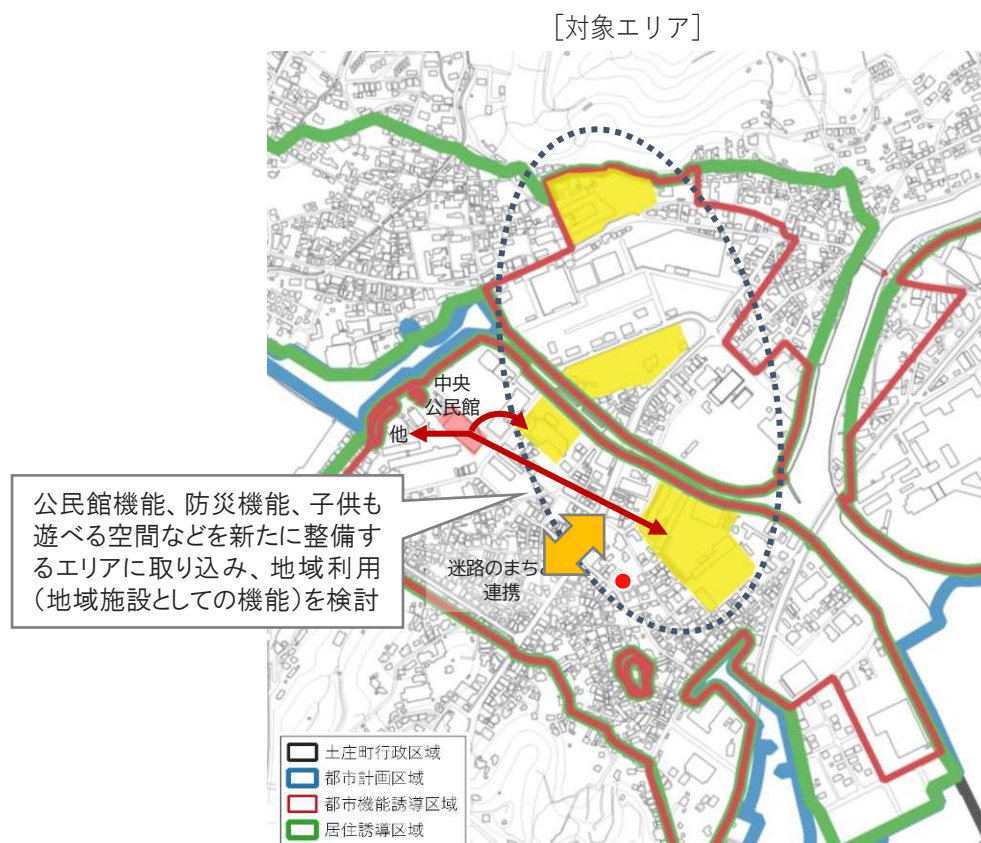 ［対象エリア］
中央
公民館
他
公民館機能、防災機能、子供も
遊べる空間などを新たに整備す
るエリアに取り込み、地域利用
（地域施設としての機能）を検討
迷路のまちと
連携
土庄町行政区域
都市計画区域
都市機能誘導区域
居住誘導区域